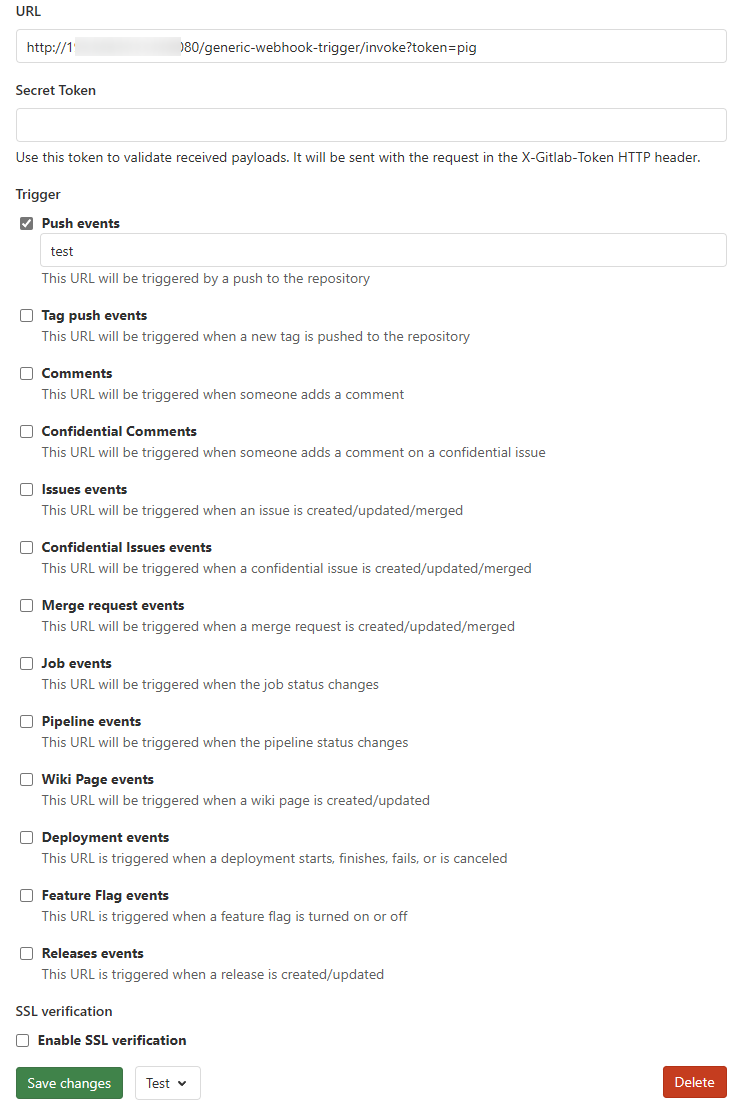 URL
http://1 080/generic-webhook-trigger/invoke?token=pig
Secret Token
Use this token to validate received payloads. It will be sent with the request in the X-Gitlab-Token HTTP header.
Trigger
Push events
test
This URL will be triggered by a push to the repository
Tag push events
This URL will be triggered when a new tag is pushed to the repository
Comments
This URL will be triggered when someone adds a comment
Confidential Comments
This URL will be triggered when someone adds a comment on a confidential issue
Issues events
This URL will be triggered when an issue is created/updated/merged
Confidential Issues events
This URL will be triggered when a confidential issue is created/updated/merged
Merge request events
This URL will be triggered when a merge request is created/updated/merged
Job events
This URL will be triggered when the job status changes
Pipeline events
This URL will be triggered when the pipeline status changes
Wiki Page events
This URL will be triggered when a wiki page is created/updated
Deployment events
This URL is triggered when a deployment starts, finishes, fails, or is canceled
Feature Flag events
This URL is triggered when a feature flag is turned on or off
Releases events
This URL is triggered when a release is created/updated
SSL verification
Enable SSL verification
Save changes Test Delete